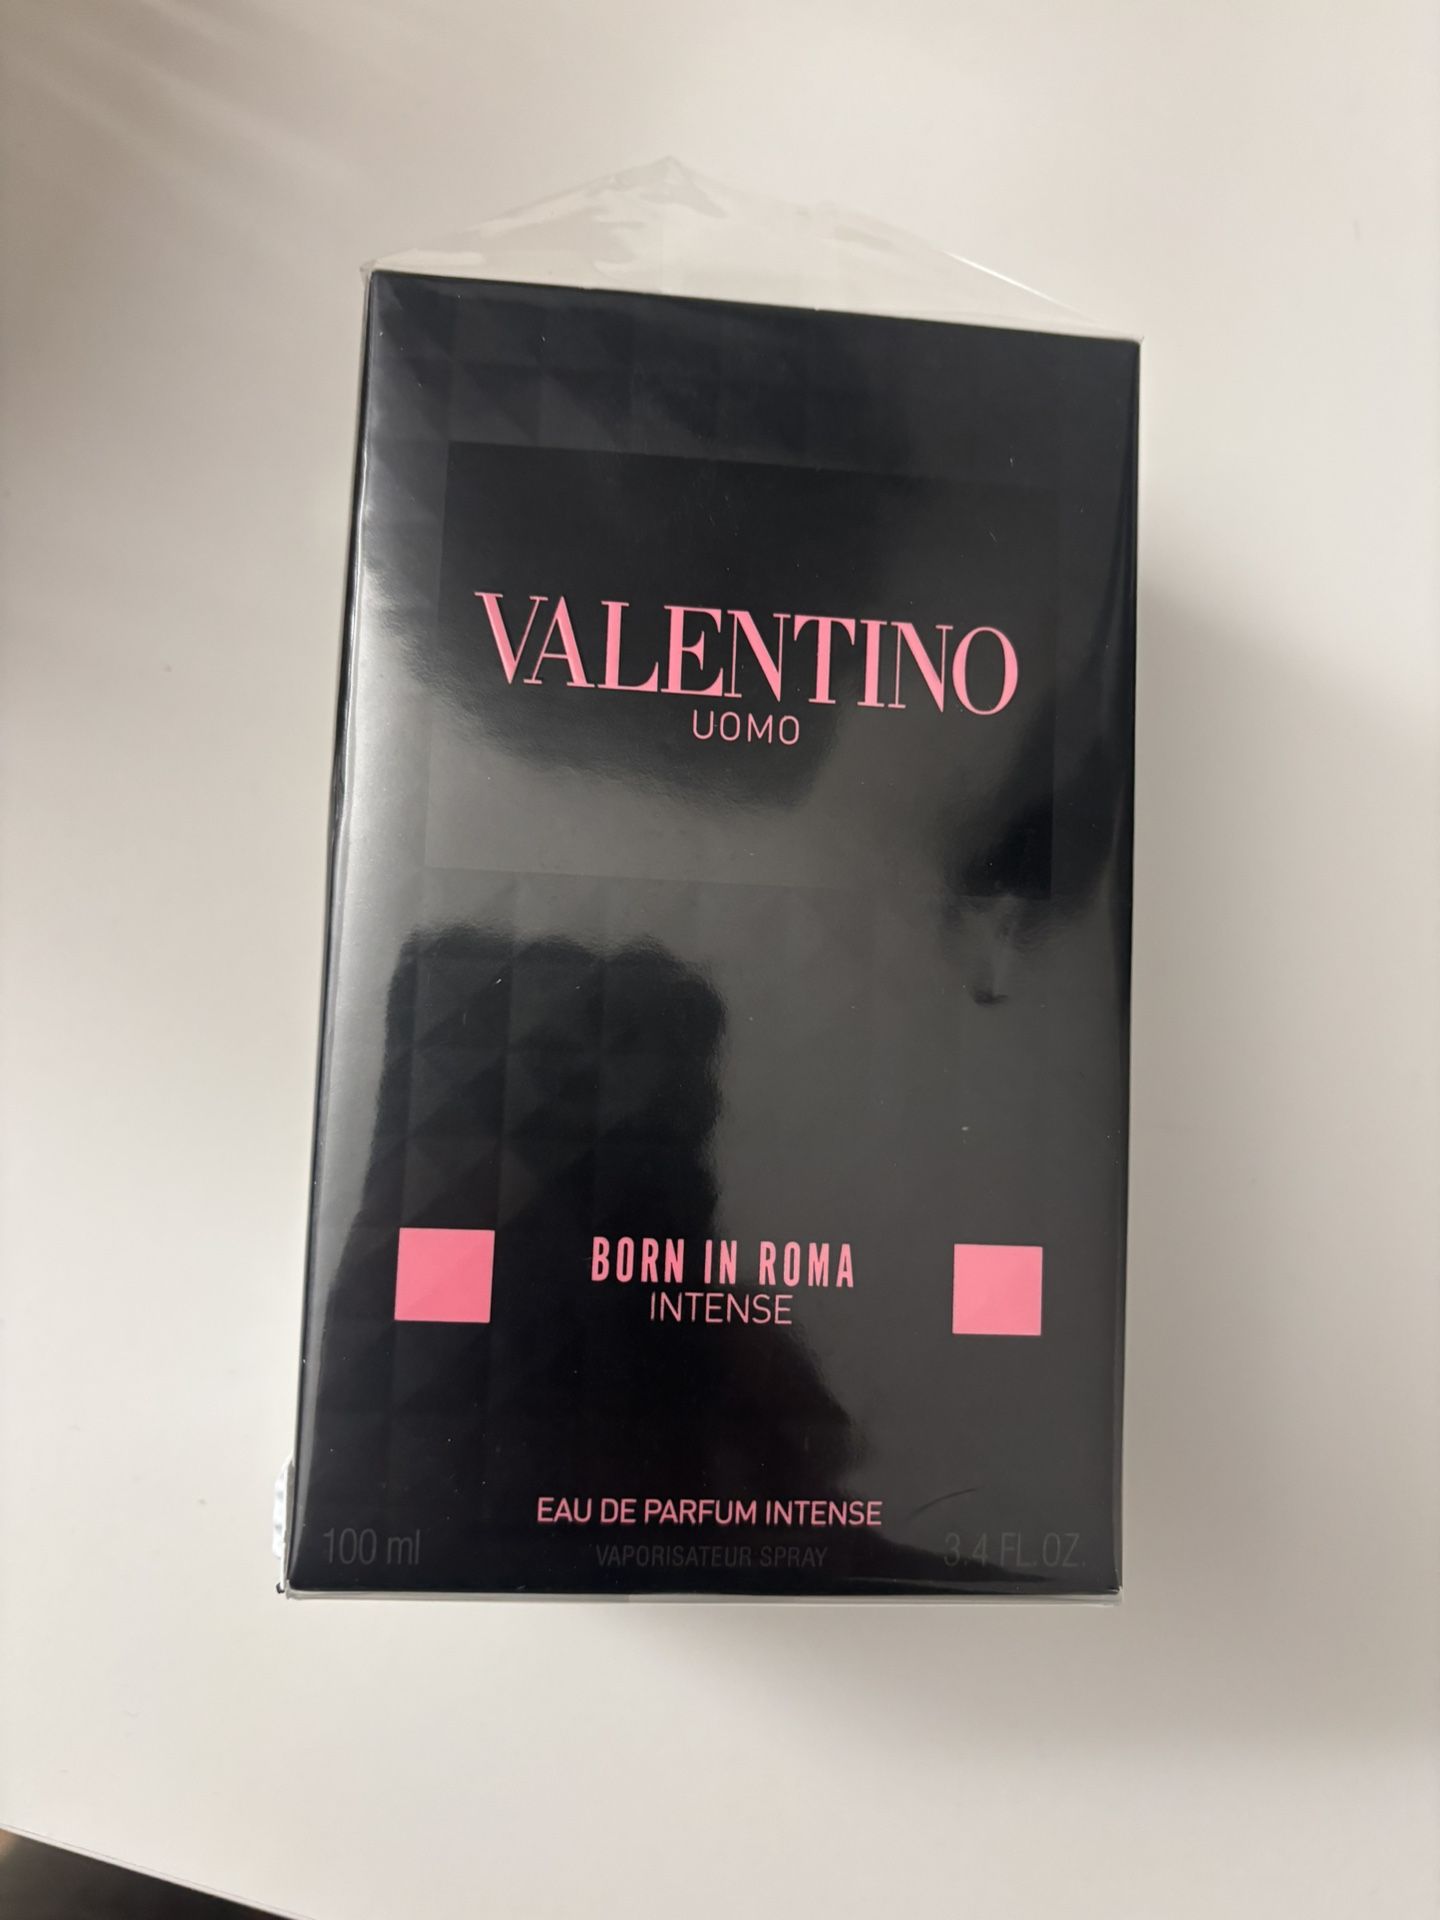 VALENTINO
UOMO
BORN IN ROMA
INTENSE
EAU DE PARFUM INTENSE
100 ml VAPORISATEUR SPRAY 3.4 FL.OZ.